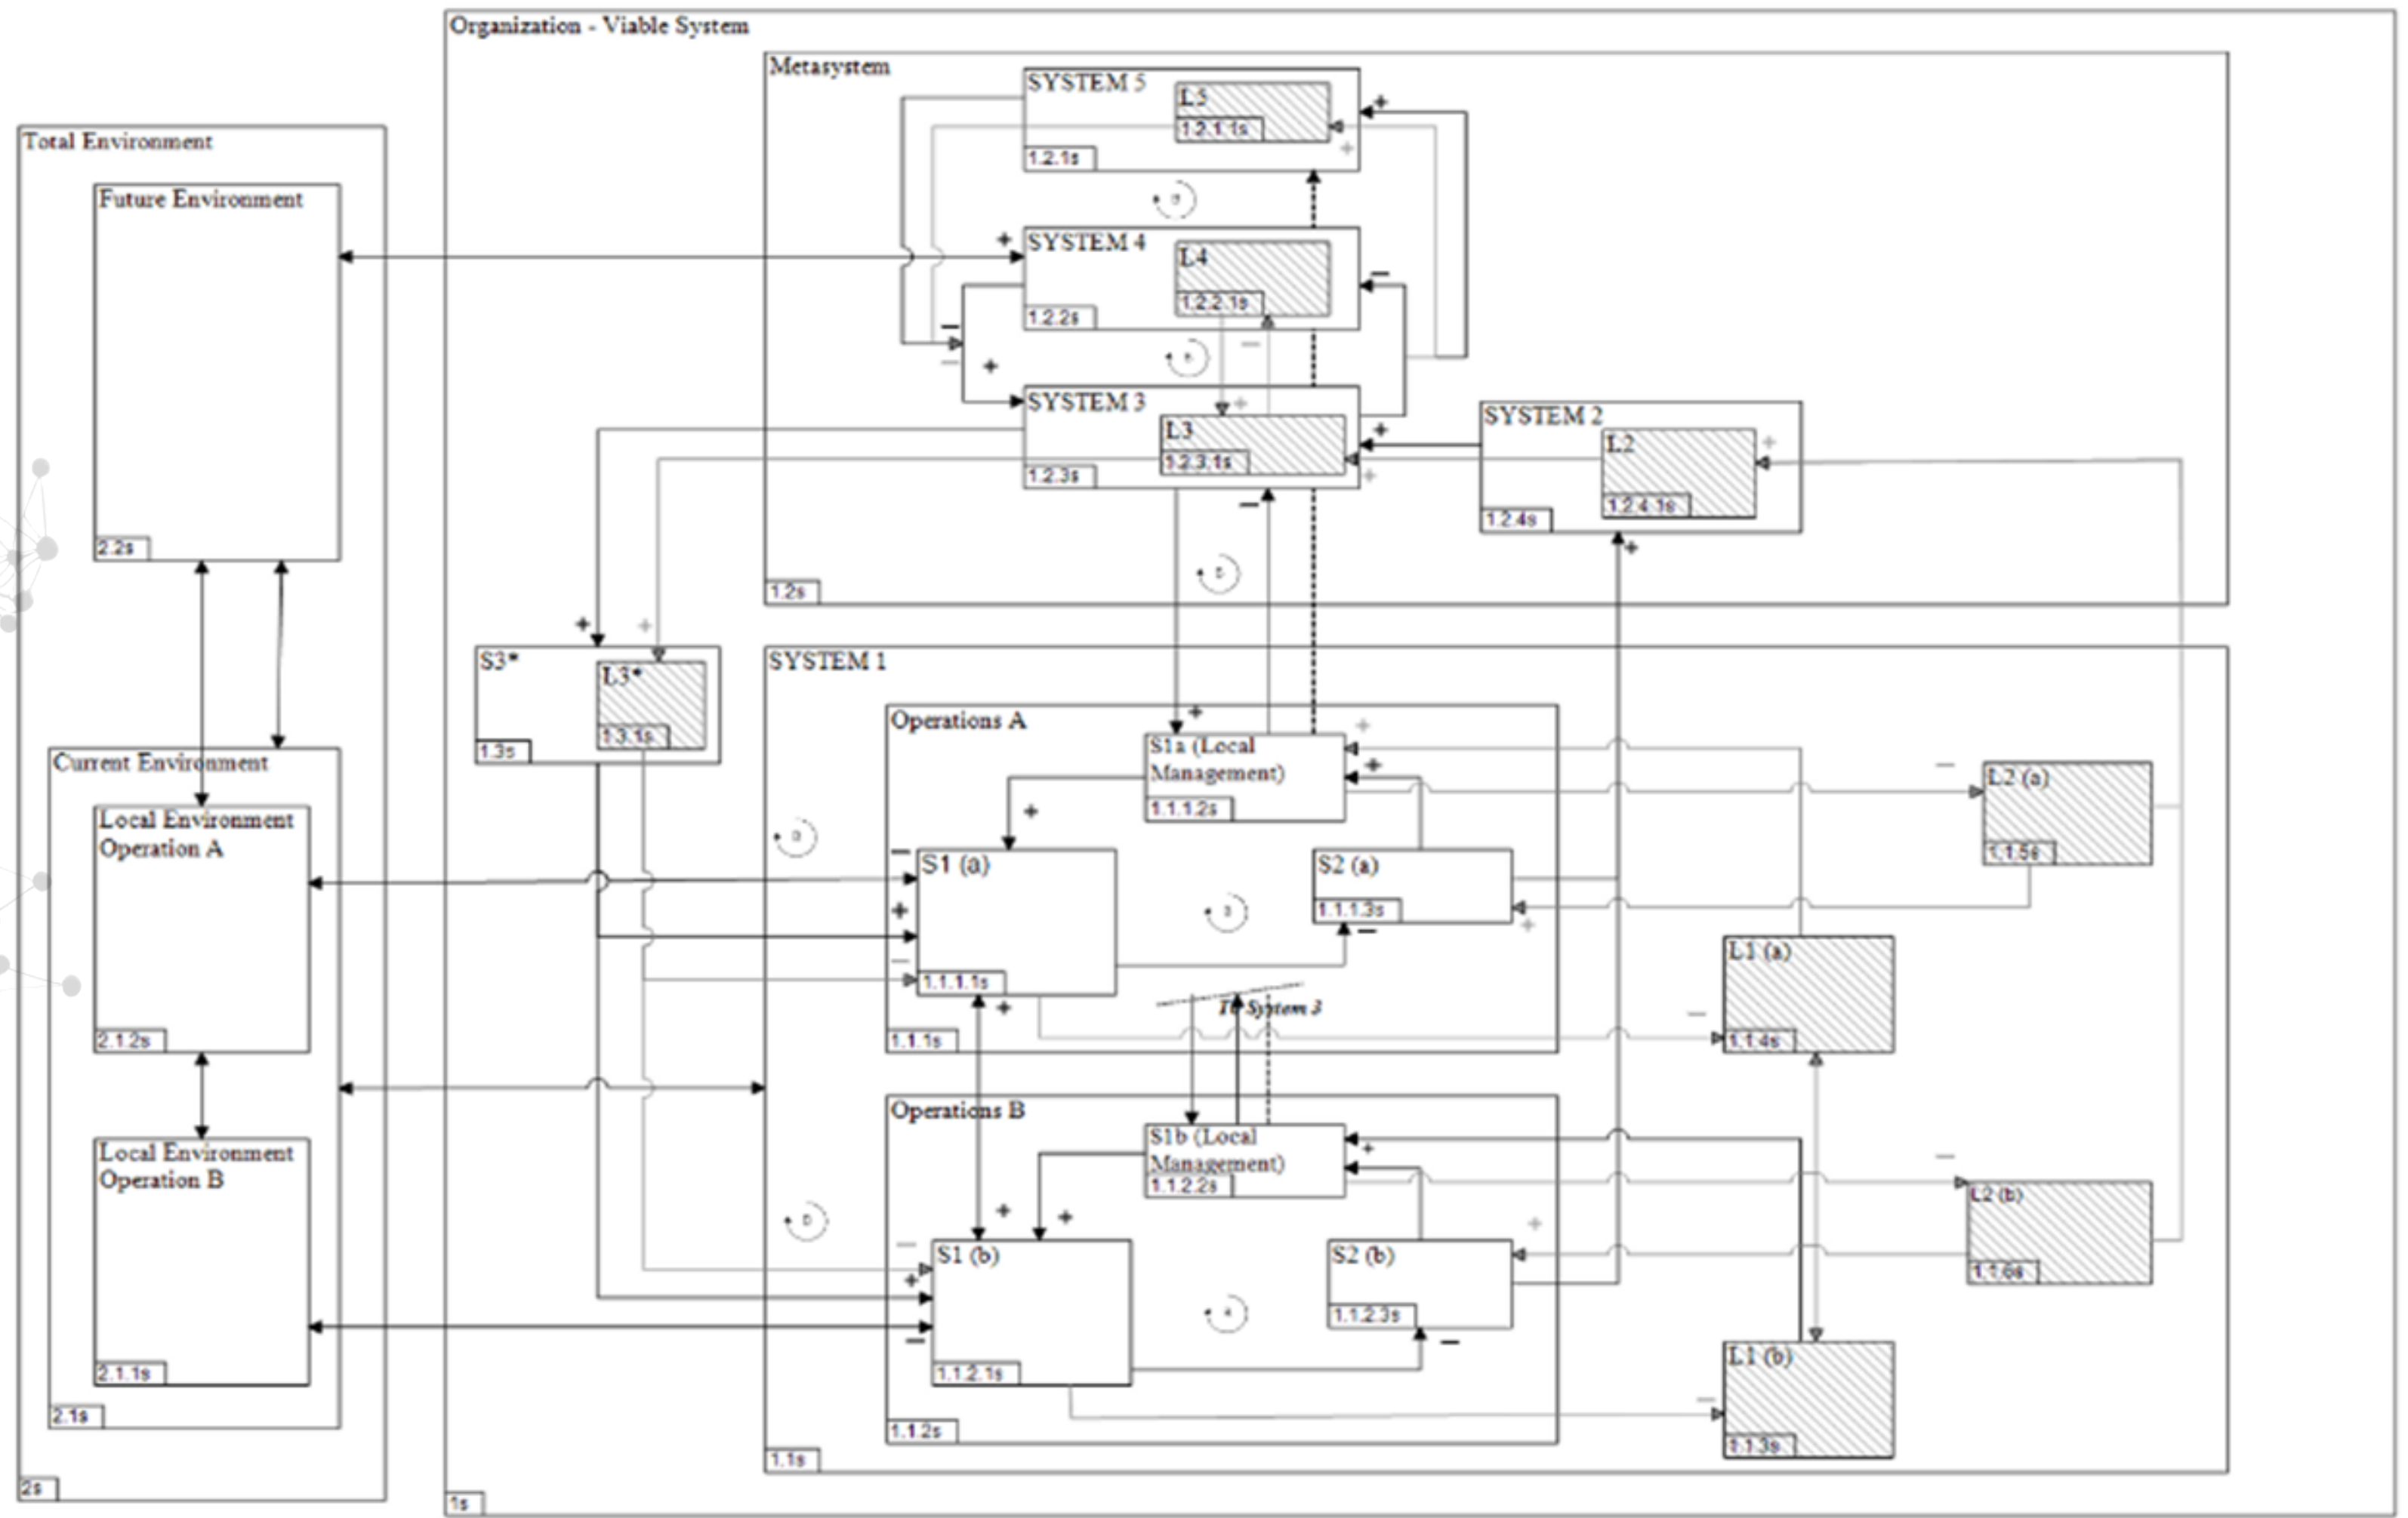 Organization - Viable System
Metasystem
SYSTEM 5
L5
1.2.1.1s
1.2.1s
+
+
Total Environment
Future Environment
2.2s
SYSTEM 4
L4
1.2.2.1s
1.2.2s
+
−
−
−
+
−
SYSTEM 3
L3
1.2.3.1s
1.2.3s
+
+
+
−
SYSTEM 2
L2
1.2.4.1s
1.2.4s
+
+
1.2s
+
+
S3*
L3*
1.3.1s
1.3s
SYSTEM 1
Operations A
S1a (Local
Management)
1.1.1.2s
+
+
+
+
−
L2 (a)
1.1.5s
Current Environment
Local Environment
Operation A
2.1.2s
−
+
−
S1 (a)
1.1.1.1s
S2 (a)
1.1.1.3s
−
+
L1 (a)
1.1.4s
−
+
To System 3
1.1.1s
Operations B
S1b (Local
Management)
1.1.2.2s
+
+
+
−
L2 (b)
1.1.6s
Local Environment
Operation B
2.1.1s
2.1s
−
+
−
S1 (b)
1.1.2.1s
S2 (b)
1.1.2.3s
−
+
L1 (b)
1.1.3s
−
1.1.2s
1.1s
2s
1s